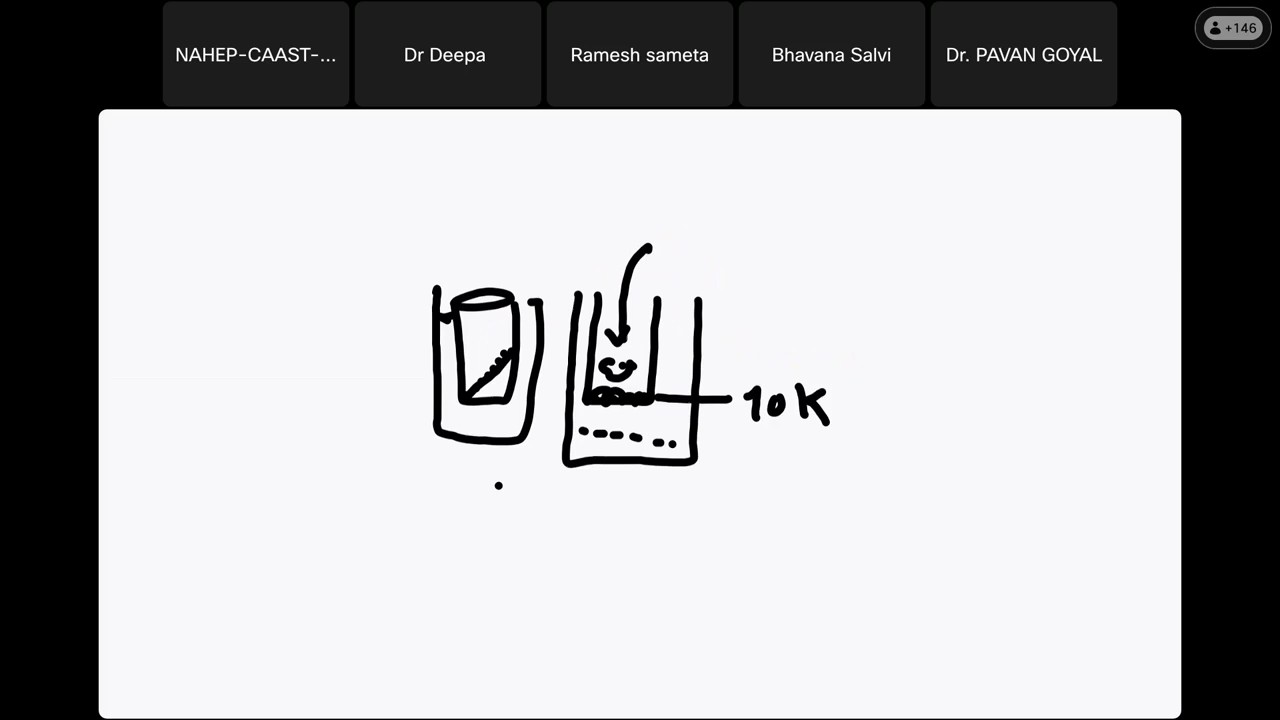 NAHEP-CAAST-...
Dr Deepa
Ramesh sameta
Bhavana Salvi
Dr. PAVAN GOYAL
+146
10K